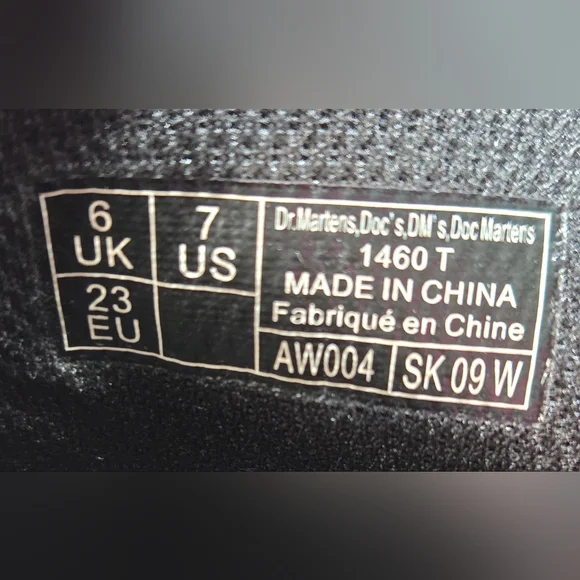 6
UK
7
US
23
EU
Dr.Martens,Doc's,DM's,Doc Martens
1460 T
MADE IN CHINA
Fabriqué en Chine
AW004
SK 09 W